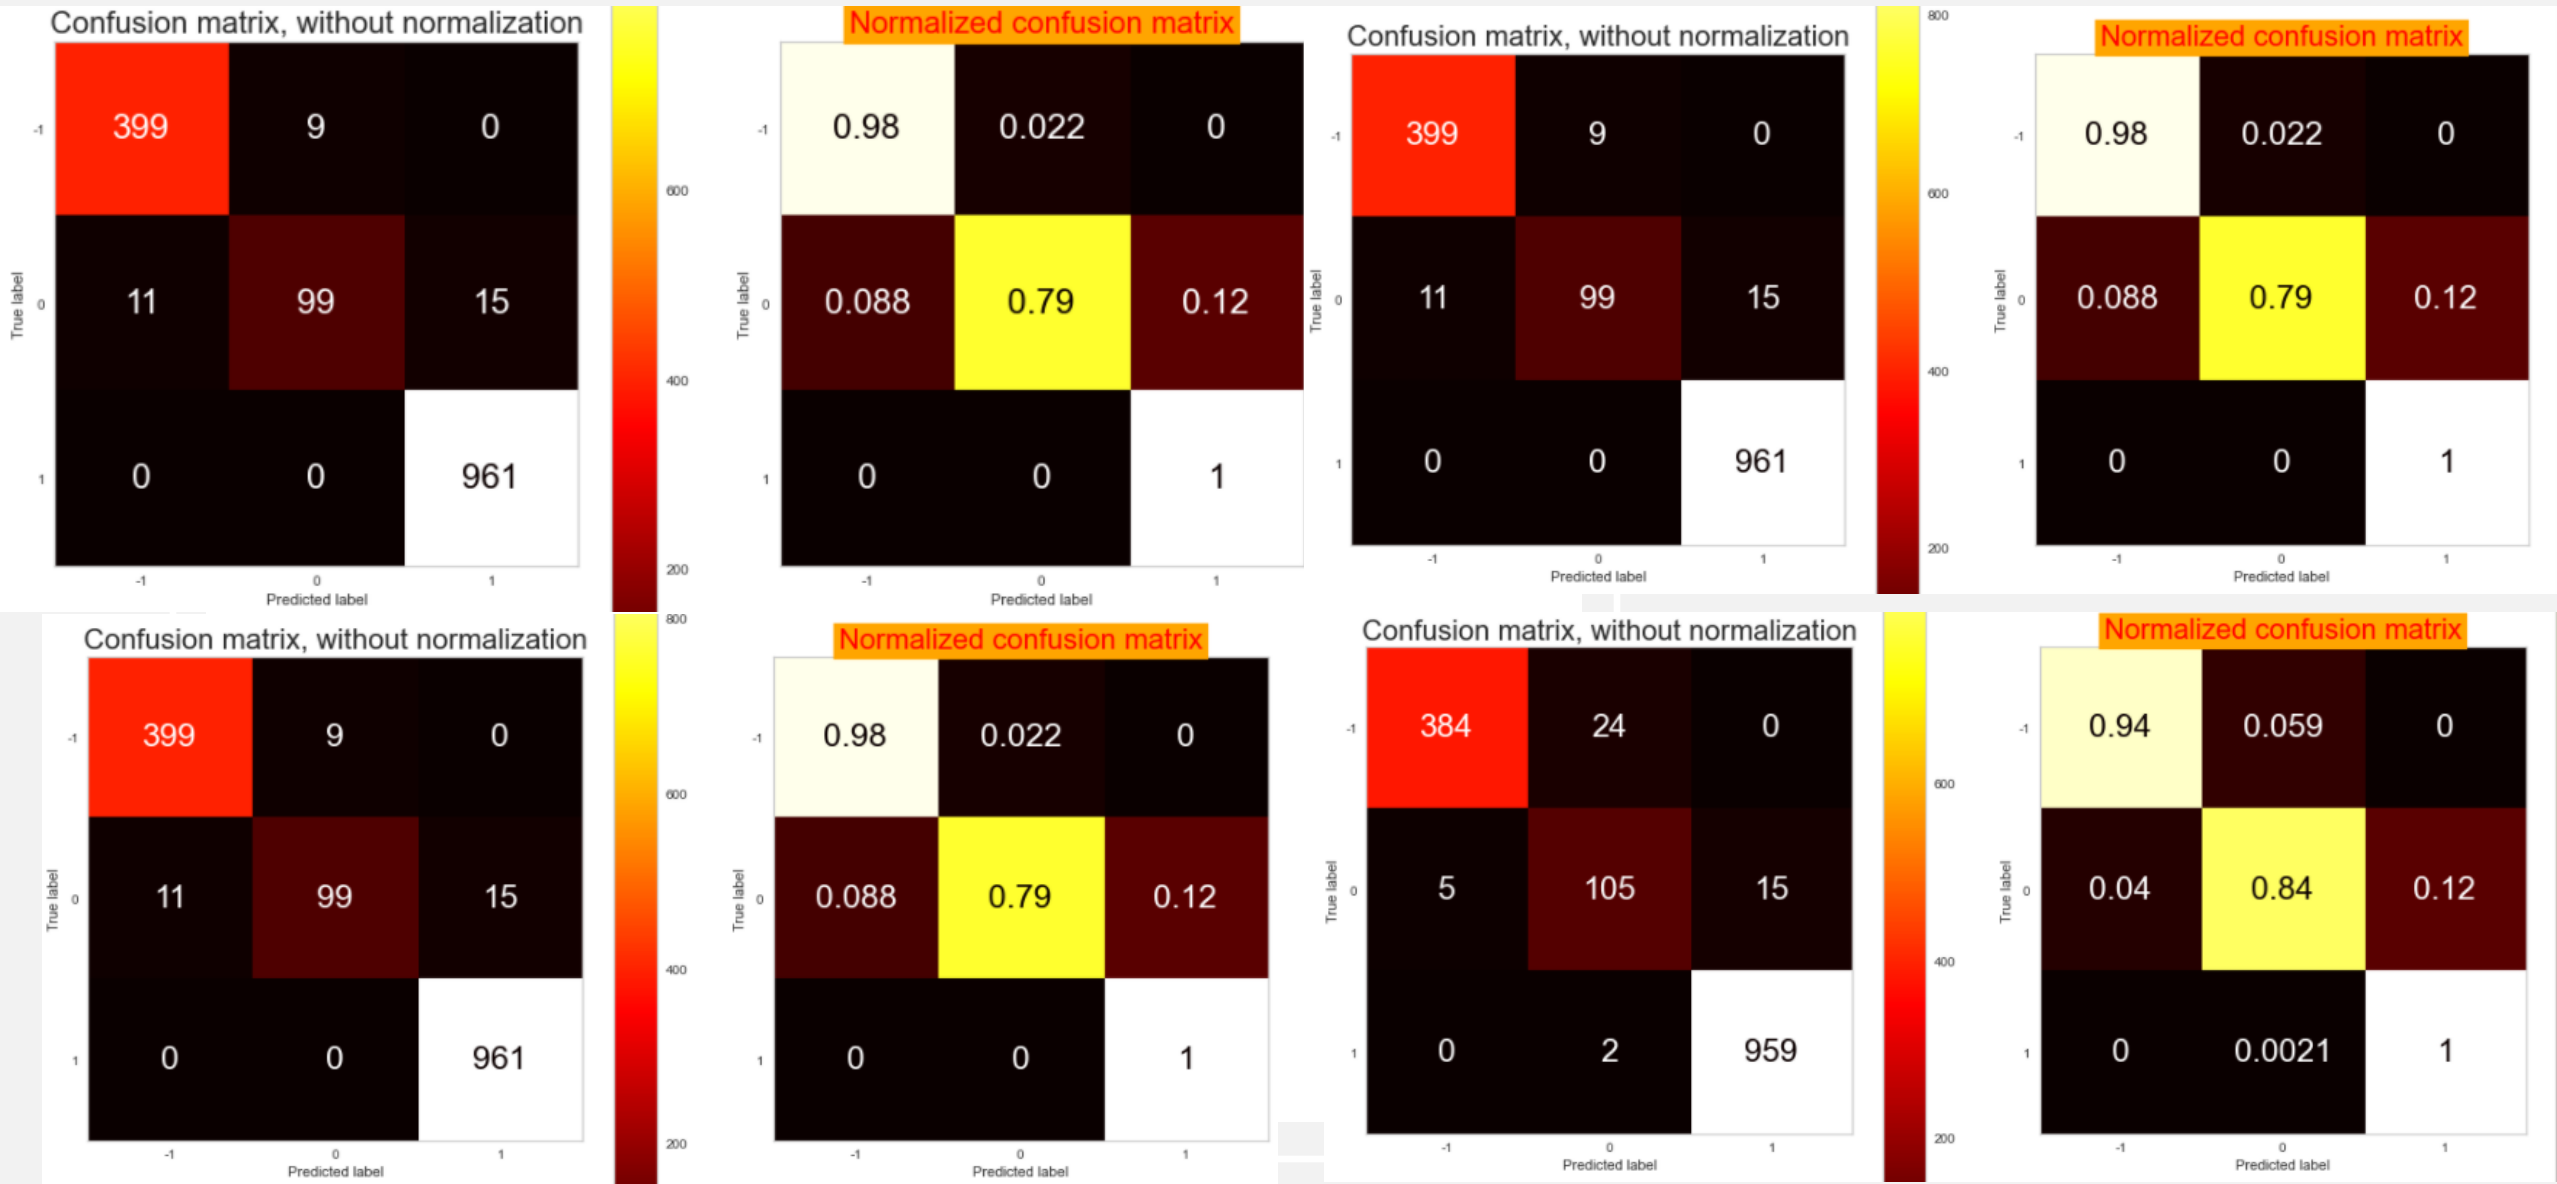 Confusion matrix, without normalization
399 9 0
11 99 15
0 0 961
-1
0
1
True label
-1 0 1
Predicted label
600
400
200
Normalized confusion matrix
0.98 0.022 0
0.088 0.79 0.12
0 0 1
-1
0
1
True label
-1 0 1
Predicted label
Confusion matrix, without normalization
399 9 0
11 99 15
0 0 961
-1
0
1
True label
-1 0 1
Predicted label
800
600
400
200
Normalized confusion matrix
0.98 0.022 0
0.088 0.79 0.12
0 0 1
-1
0
1
True label
-1 0 1
Predicted label
Confusion matrix, without normalization
399 9 0
11 99 15
0 0 961
-1
0
1
True label
-1 0 1
Predicted label
800
600
400
200
Normalized confusion matrix
0.98 0.022 0
0.088 0.79 0.12
0 0 1
-1
0
1
True label
-1 0 1
Predicted label
Confusion matrix, without normalization
384 24 0
5 105 15
0 2 959
-1
0
1
True label
-1 0 1
Predicted label
600
400
200
Normalized confusion matrix
0.94 0.059 0
0.04 0.84 0.12
0 0.0021 1
-1
0
1
True label
-1 0 1
Predicted label